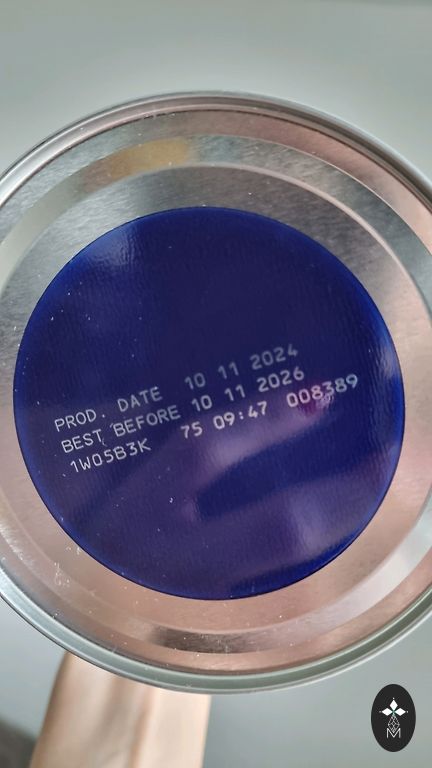 PROD. DATE 10 11 2024
BEST BEFORE 10 11 2026
1W05B3K 75 09:47 008389